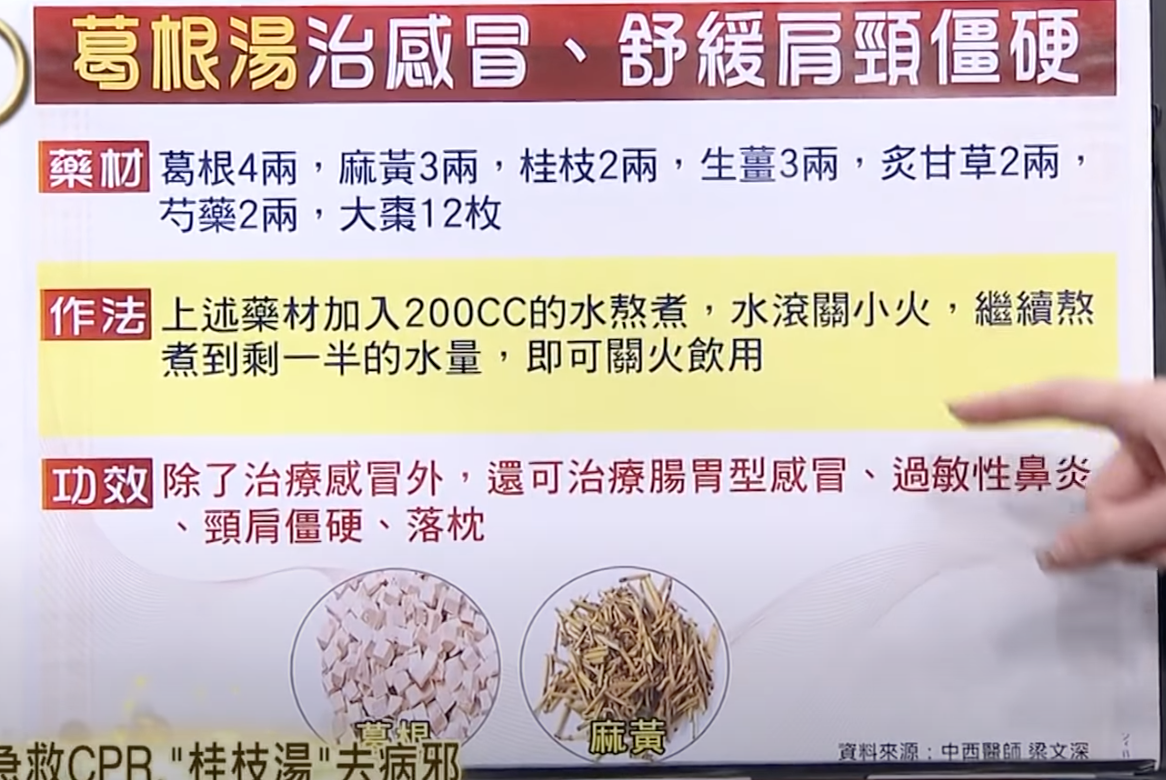 葛根湯治感冒、舒緩肩頸僵硬
藥材 葛根4兩，麻黃3兩，桂枝2兩，生薑3兩，炙甘草2兩，
芍藥2兩，大棗12枚
作法 上述藥材加入200CC的水熬煮，水滾關小火，繼續熬
煮到剩一半的水量，即可關火飲用
功效 除了治療感冒外，還可治療腸胃型感冒、過敏性鼻炎
、頸肩僵硬、落枕
葛根 麻黃
資料來源：中西醫師 梁文深
急救CPR "桂枝湯"去病邪